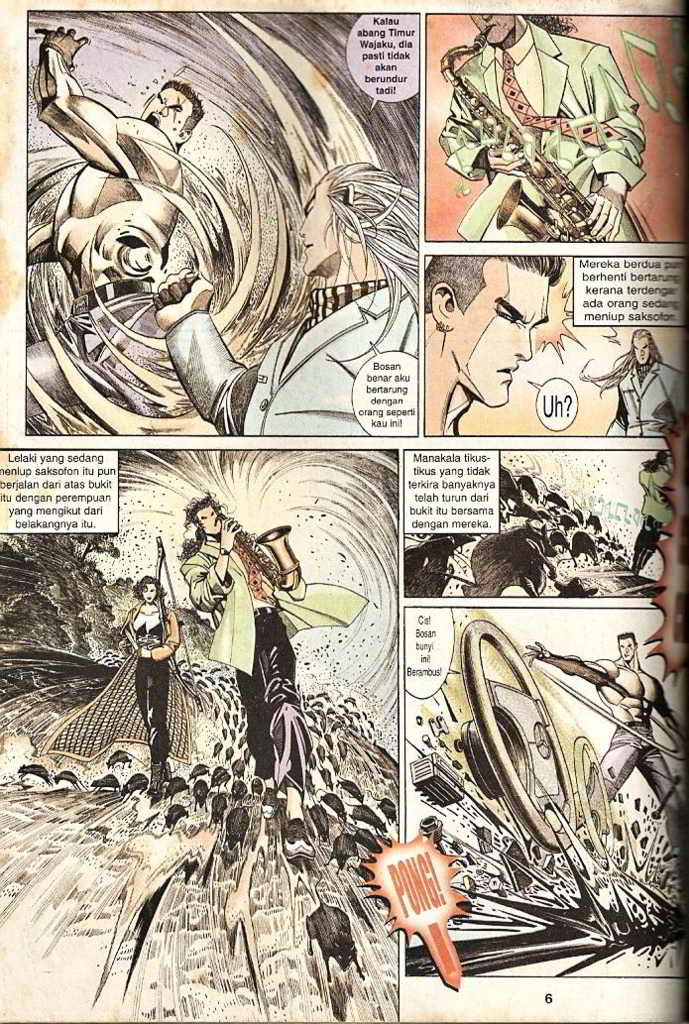 Kalau
abang Timur
Wajaku, dia
pasti tidak
akan
berundur
tadi!
Bosan
benar aku
bertarung
dengan
orang seperti
kau ini!
Mereka berdua pun
berhenti bertarung
kerana terdengar
ada orang sedang
meniup saksofon.
Uh?
Lelaki yang sedang
meniup saksofon itu pun
berjalan dari atas bukit
itu dengan perempuan
yang mengikut dari
belakangnya itu.
Manakala tikus-
tikus yang tidak
terkira banyaknya
telah turun dari
bukit itu bersama
dengan mereka.
Cis!
Bosan
bunyi
ini!
Berambus!
PONG!
6